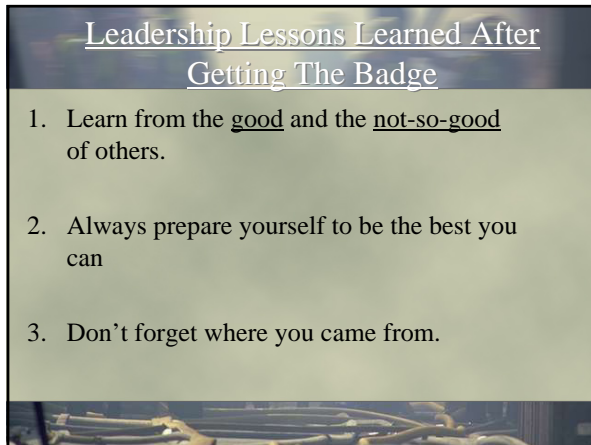 Leadership Lessons Learned After
Getting The Badge
1. Learn from the good and the not-so-good
of others.
2. Always prepare yourself to be the best you
can
3. Don’t forget where you came from.